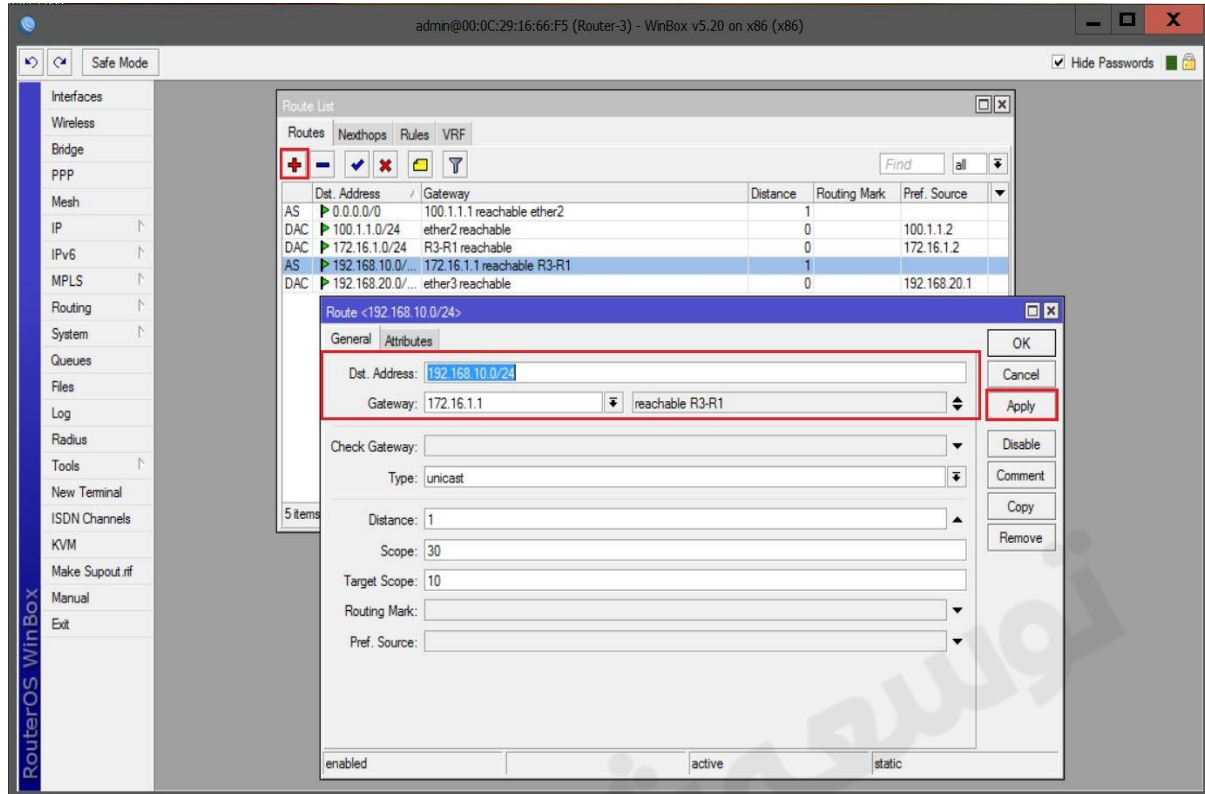 admin@00:0C:29:16:66:F5 (Router-3) - WinBox v5.20 on x86 (x86)
Safe Mode
Hide Passwords
Interfaces
Wireless
Bridge
PPP
Mesh
IP
IPv6
MPLS
Routing
System
Queues
Files
Log
Radius
Tools
New Terminal
ISDN Channels
KVM
Make Supout.rif
Manual
Exit
RouterOS WinBox
Route List
Routes Nexthops Rules VRF
Find all
Dst. Address Gateway Distance Routing Mark Pref. Source
AS 0.0.0.0/0 100.1.1.1 reachable ether2 1
DAC 100.1.1.0/24 ether2 reachable 0 100.1.1.2
DAC 172.16.1.0/24 R3-R1 reachable 0 172.16.1.2
AS 192.168.10.0/... 172.16.1.1 reachable R3-R1 1
DAC 192.168.20.0/... ether3 reachable 0 192.168.20.1
5 items
Route <192.168.10.0/24>
General Attributes
Dst. Address: 192.168.10.0/24
Gateway: 172.16.1.1 reachable R3-R1
Check Gateway:
Type: unicast
Distance: 1
Scope: 30
Target Scope: 10
Routing Mark:
Pref. Source:
OK
Cancel
Apply
Disable
Comment
Copy
Remove
enabled active static